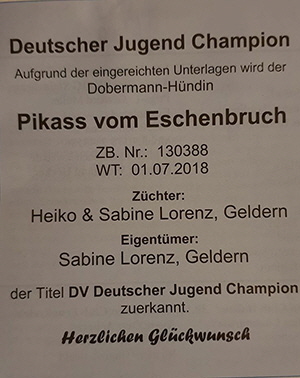 Deutscher Jugend Champion
Aufgrund der eingereichten Unterlagen wird der
Dobermann-Hündin
Pikass vom Eschenbruch
ZB. Nr.: 130388
WT: 01.07.2018
Züchter:
Heiko & Sabine Lorenz, Geldern
Eigentümer:
Sabine Lorenz, Geldern
der Titel DV Deutscher Jugend Champion
zuerkannt.
Herzlichen Glückwunsch